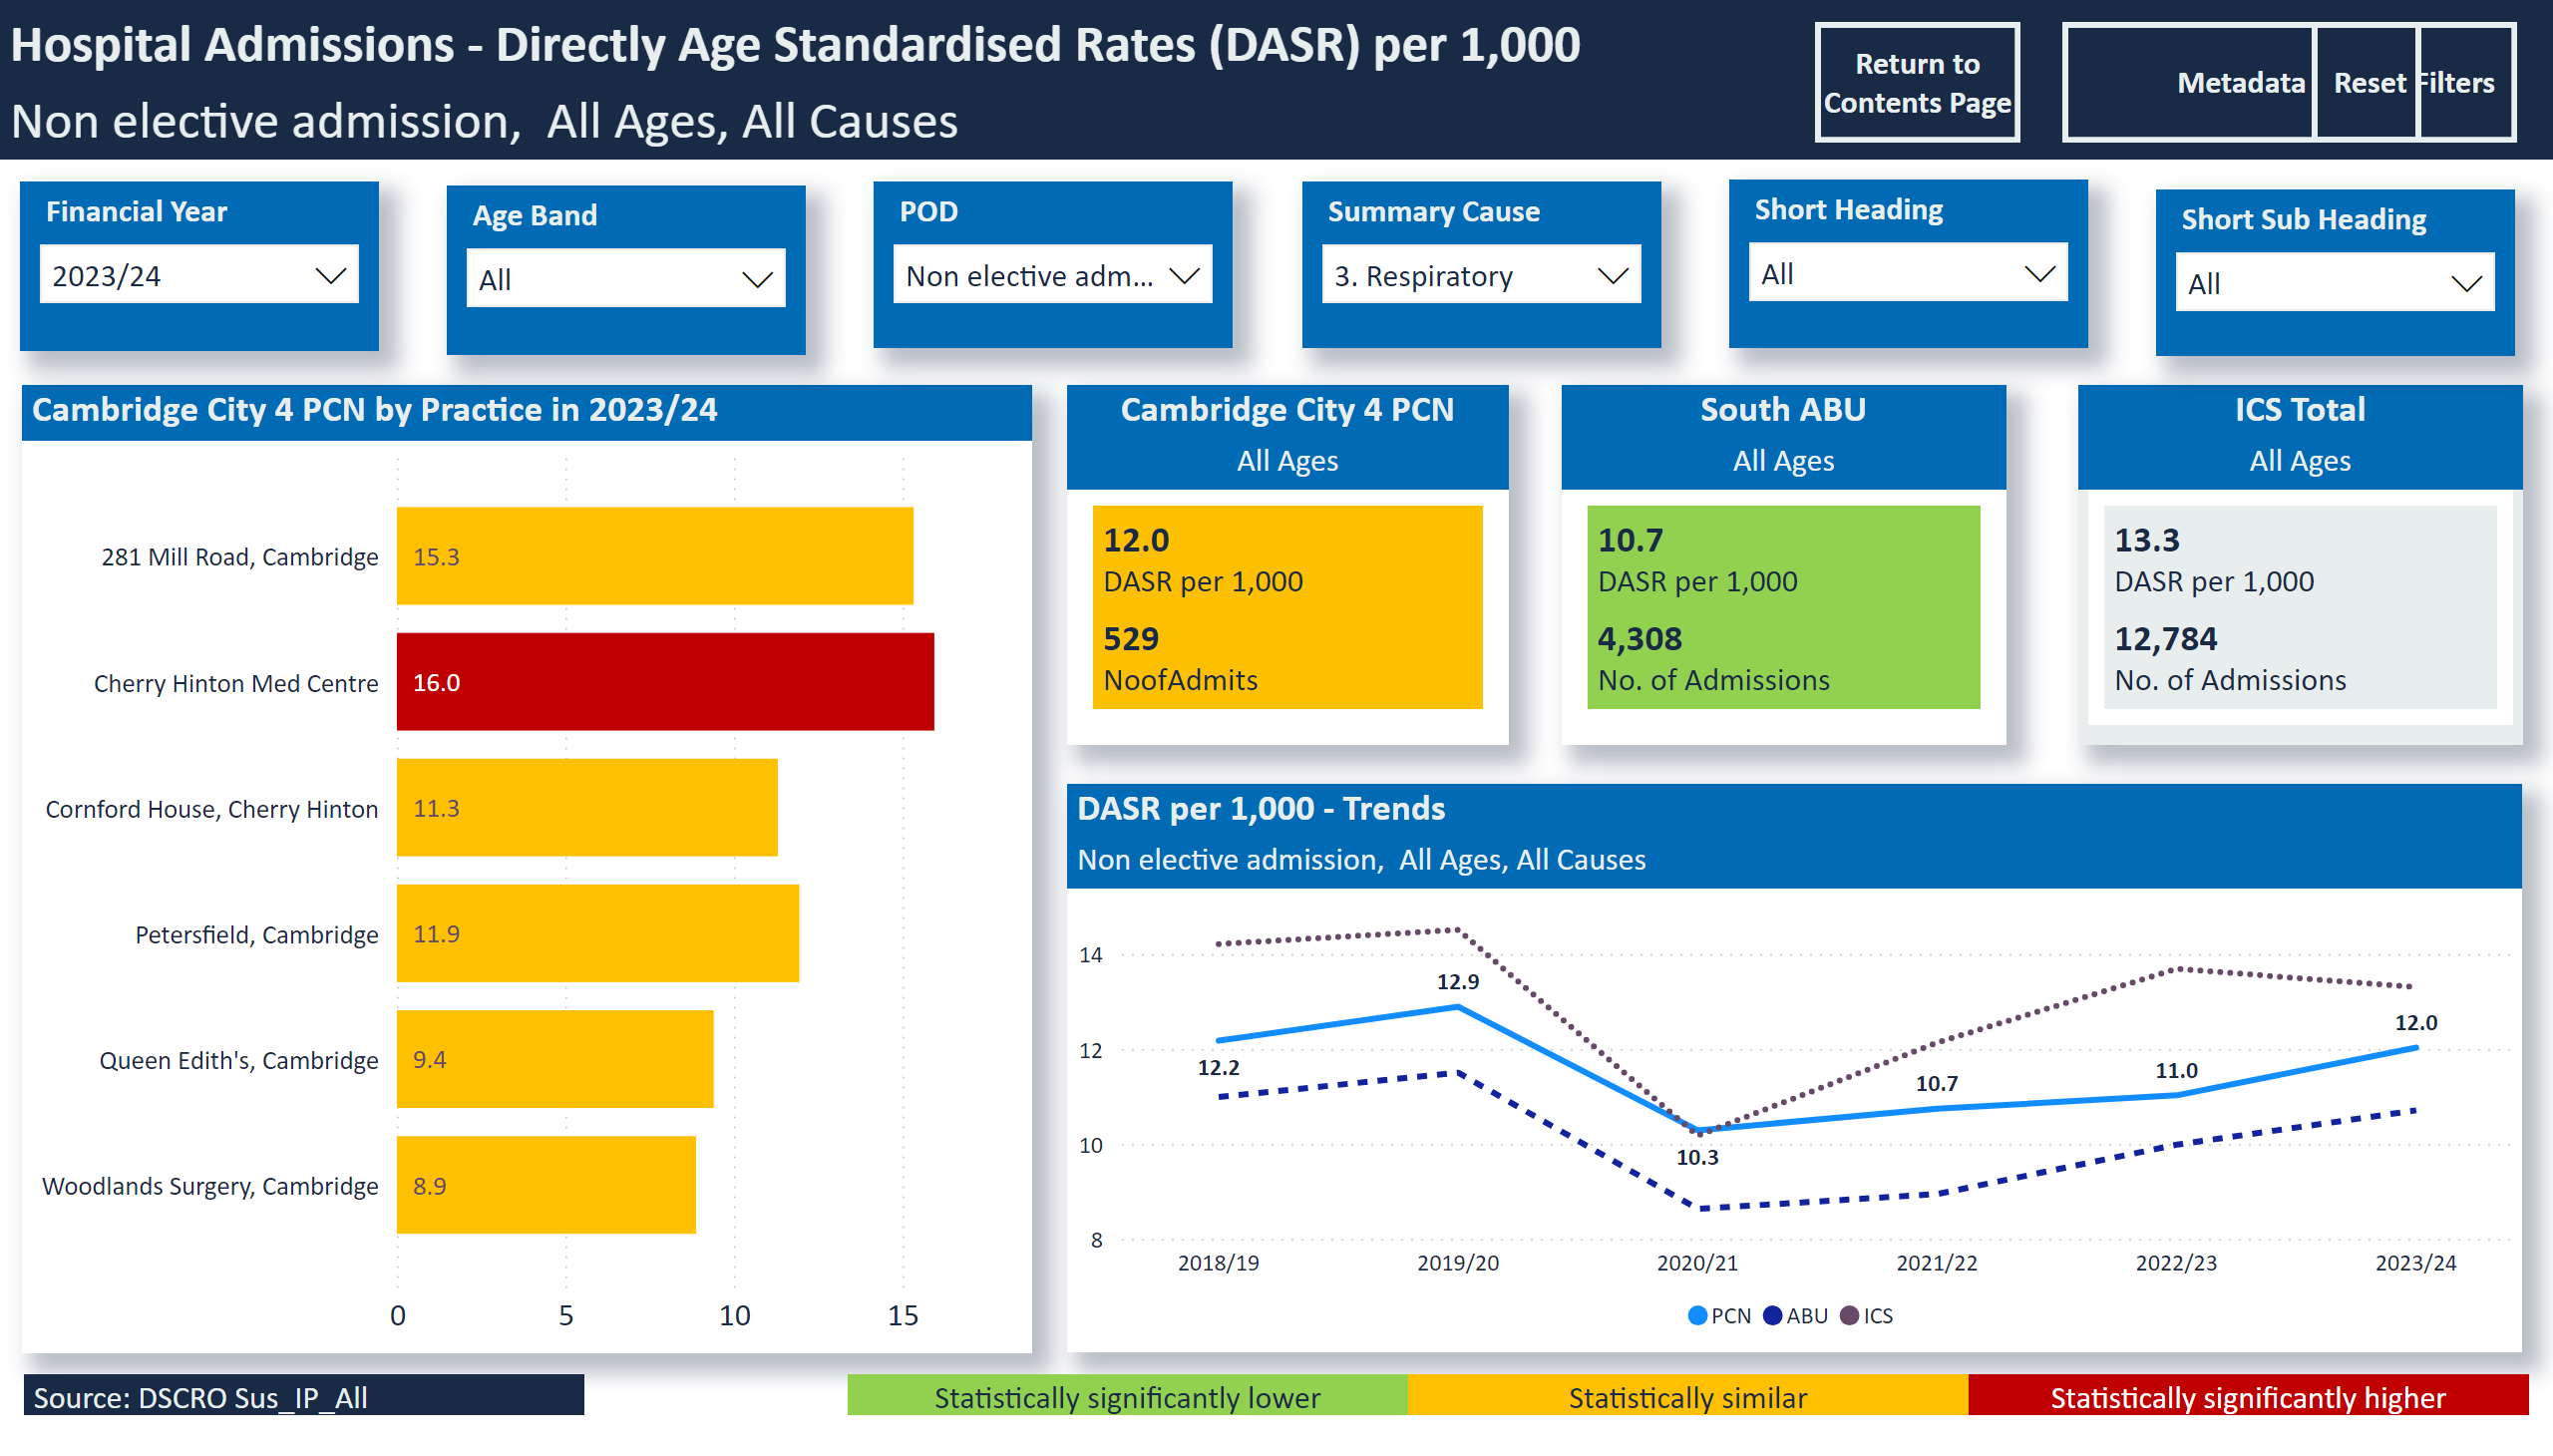 Hospital Admissions - Directly Age Standardised Rates (DASR) per 1,000
Non elective admission,  All Ages, All Causes
Return to
Contents Page
Metadata
Reset Filters
Financial Year
2023/24
Age Band
All
POD
Non elective adm...
Summary Cause
3. Respiratory
Short Heading
All
Short Sub Heading
All
Cambridge City 4 PCN by Practice in 2023/24
281 Mill Road, Cambridge
15.3
Cherry Hinton Med Centre
16.0
Cornford House, Cherry Hinton
11.3
Petersfield, Cambridge
11.9
Queen Edith's, Cambridge
9.4
Woodlands Surgery, Cambridge
8.9
0
5
10
15
Cambridge City 4 PCN
All Ages
12.0
DASR per 1,000
529
NoofAdmits
South ABU
All Ages
10.7
DASR per 1,000
4,308
No. of Admissions
ICS Total
All Ages
13.3
DASR per 1,000
12,784
No. of Admissions
DASR per 1,000 - Trends
Non elective admission,  All Ages, All Causes
14
12
10
8
12.2
12.9
10.3
10.7
11.0
12.0
2018/19
2019/20
2020/21
2021/22
2022/23
2023/24
PCN
ABU
ICS
Source: DSCRO Sus_IP_All
Statistically significantly lower
Statistically similar
Statistically significantly higher